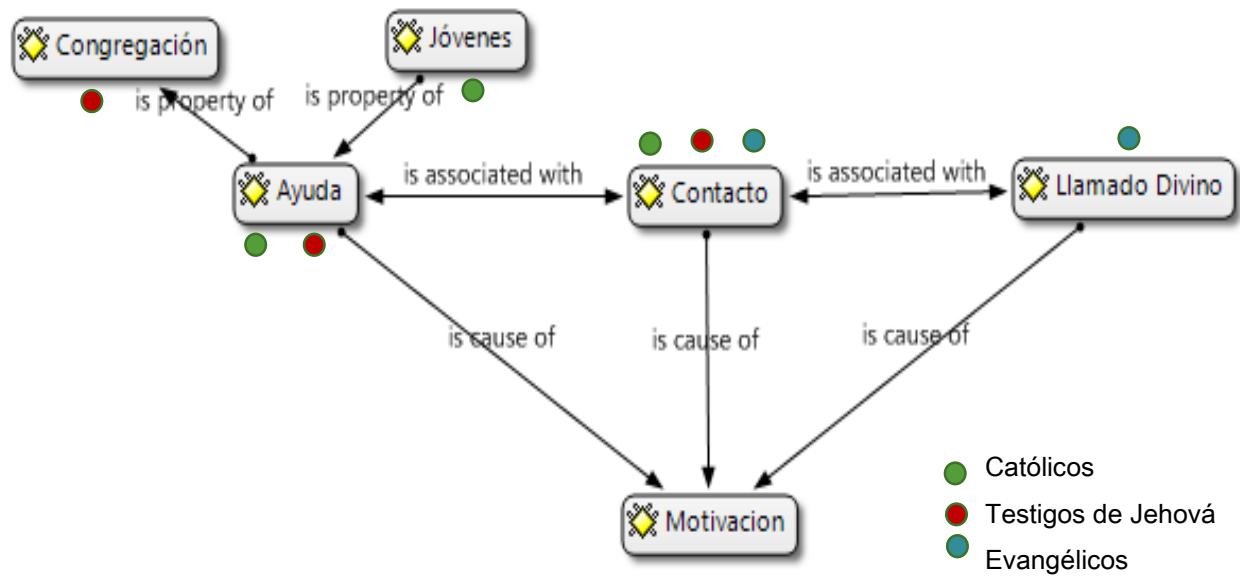 Congregación
Jóvenes
is property of
is property of
Ayuda
is associated with
Contacto
is associated with
Llamado Divino
is cause of
is cause of
is cause of
Motivacion
Católicos
Testigos de Jehová
Evangélicos